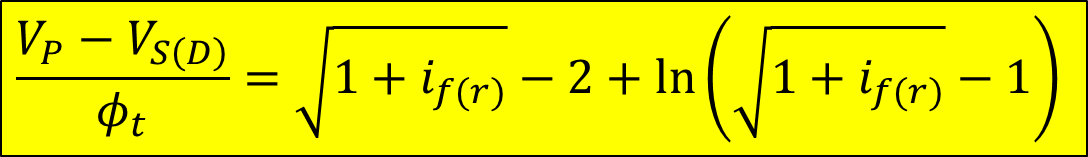 (V_P − V_S(D)) / ϕ_t = √(1 + i_f(r)) − 2 + ln(√(1 + i_f(r)) − 1)